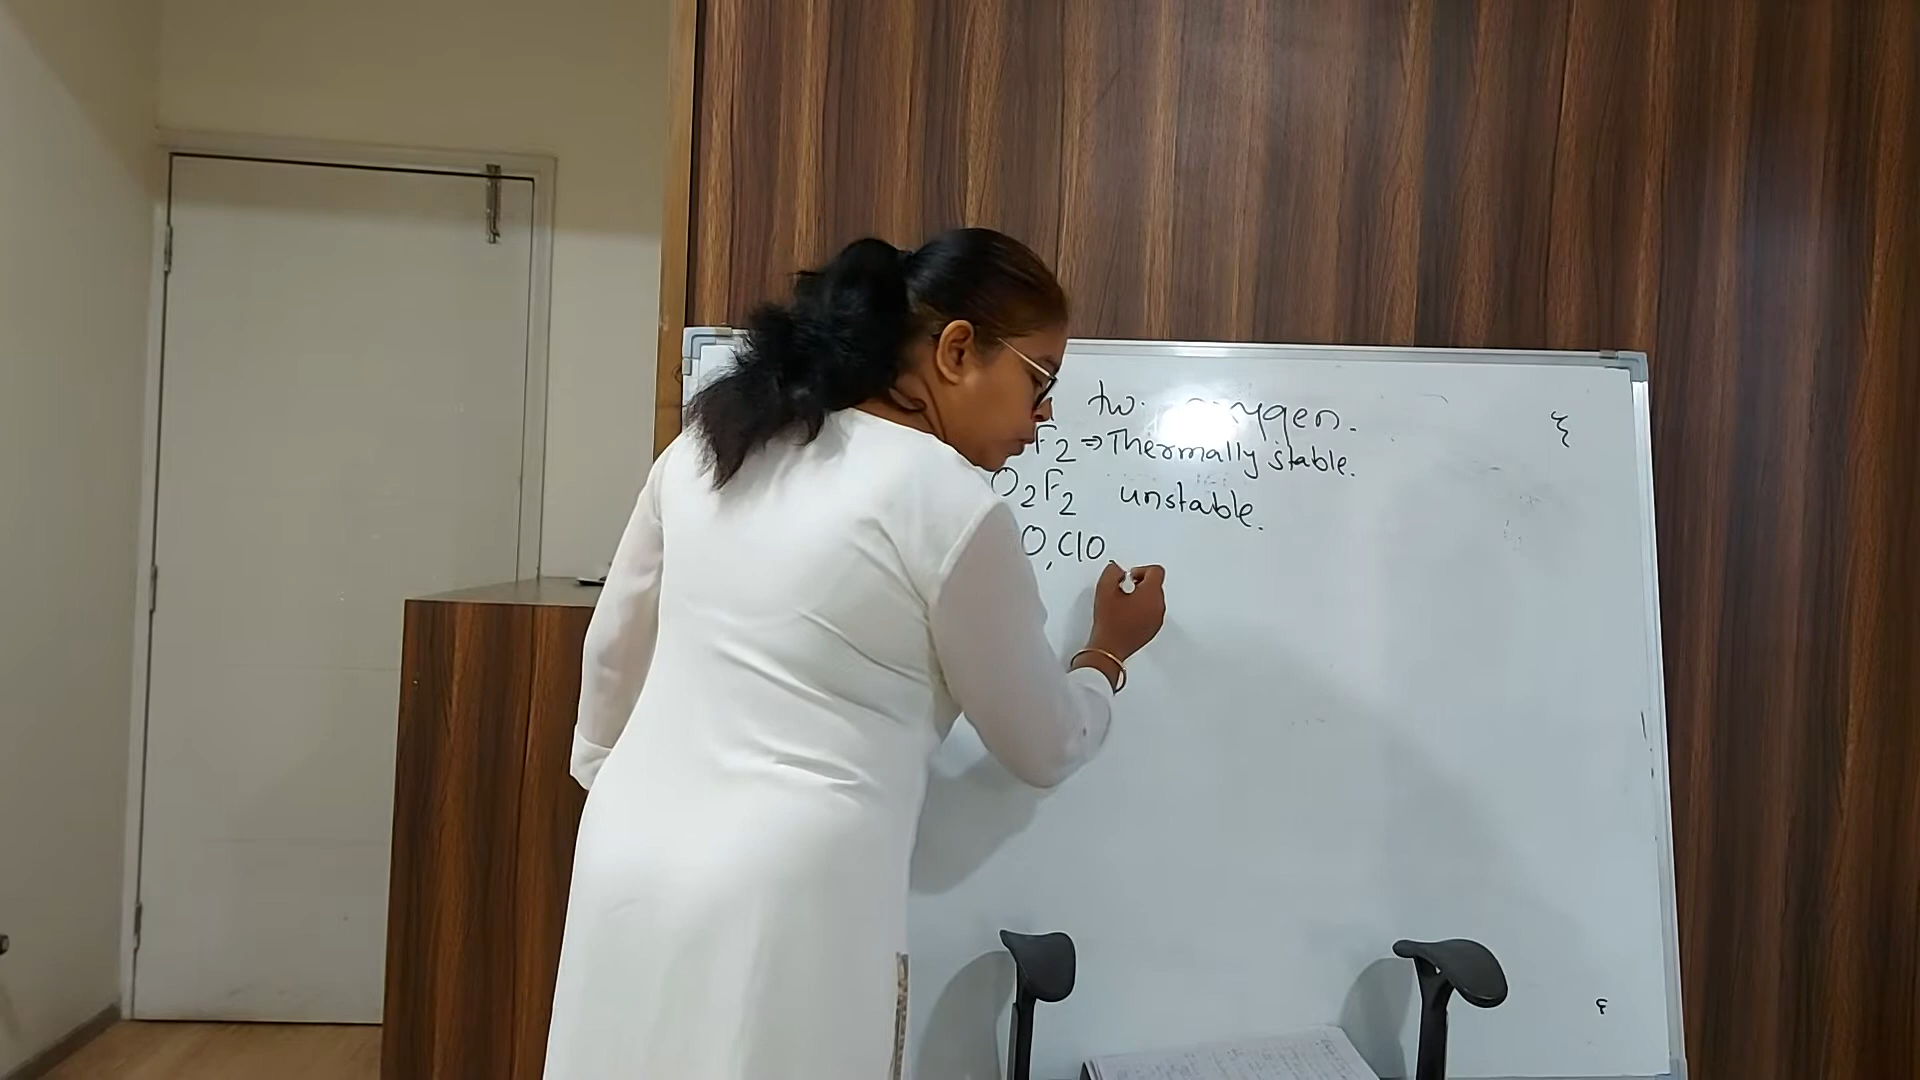 tw. oxygen.
F2 ⇒ Thermally stable.
O2F2 unstable.
O, ClO